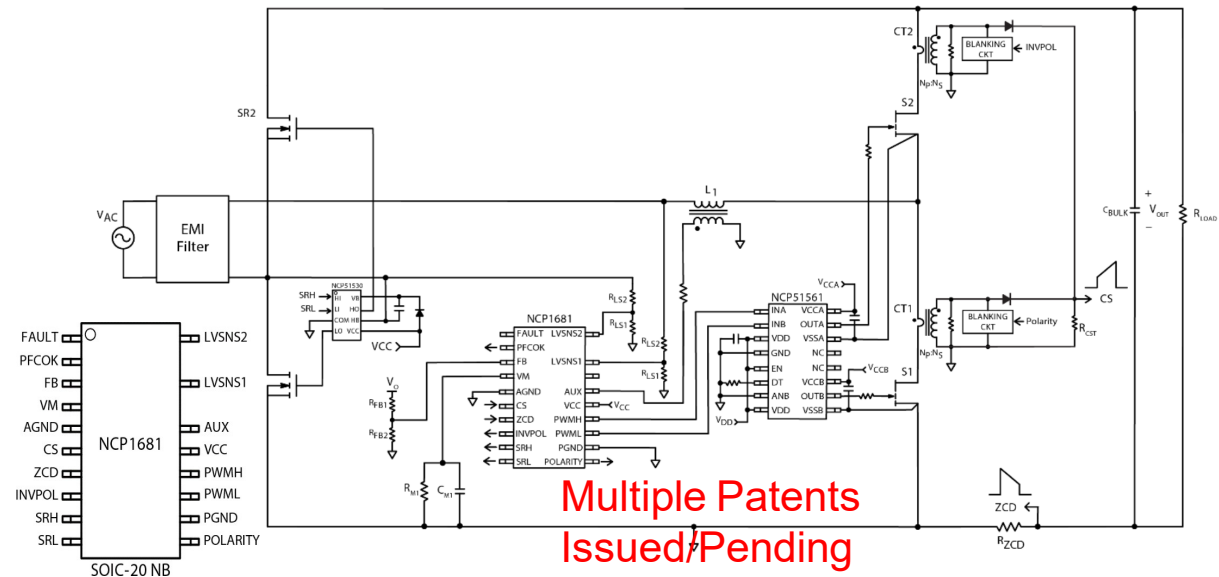 CT2
BLANKING
CKT
INVPOL
NP:NS
SR2
S2
VAC
EMI
Filter
L1
CBULK
+
VOUT
−
RLOAD
NCP51530
SRH
SRL
HI
LI
COM
LO
VB
HO
HB
VCC
VCC
RLS2
RLS1
RLS2
RLS1
VCCA
NCP51561
INA
INB
VDD
GND
EN
DT
ANB
VDD
VCCA
OUTA
VSSA
NC
NC
VCCB
OUTB
VSSB
VCCB
VDD
CT1
BLANKING
CKT
Polarity
NP:NS
CS
RCST
S1
NCP1681
FAULT
PFCOK
FB
VM
AGND
CS
ZCD
INVPOL
SRH
SRL
LVSNS2
LVSNS1
AUX
VCC
PWMH
PWML
PGND
POLARITY
VCC
VO
RFB1
RFB2
RM1
CM1
FAULT
PFCOK
FB
VM
AGND
CS
ZCD
INVPOL
SRH
SRL
NCP1681
LVSNS2
LVSNS1
AUX
VCC
PWMH
PWML
PGND
POLARITY
SOIC-20 NB
Multiple Patents
Issued/Pending
ZCD
RZCD